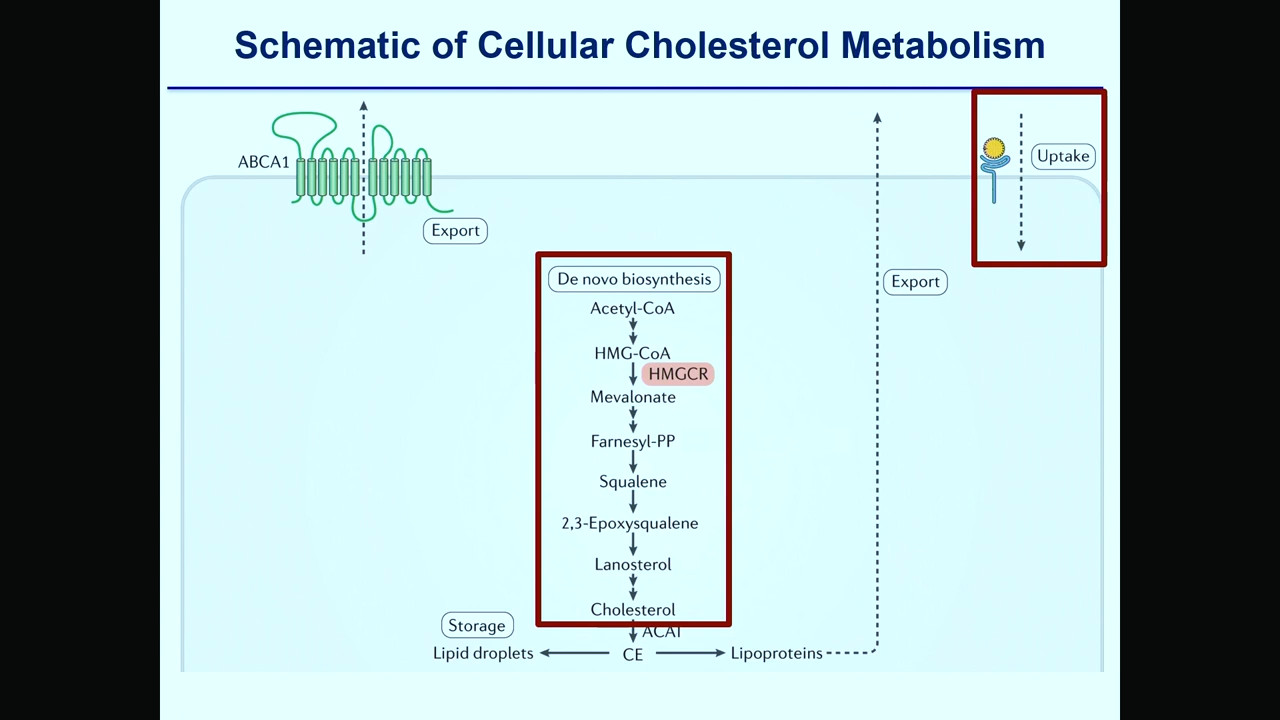 Schematic of Cellular Cholesterol Metabolism
ABCA1
Export
Uptake
Export
De novo biosynthesis
Acetyl-CoA
HMG-CoA
HMGCR
Mevalonate
Farnesyl-PP
Squalene
2,3-Epoxysqualene
Lanosterol
Cholesterol
ACAT
Storage
Lipid droplets
CE
Lipoproteins